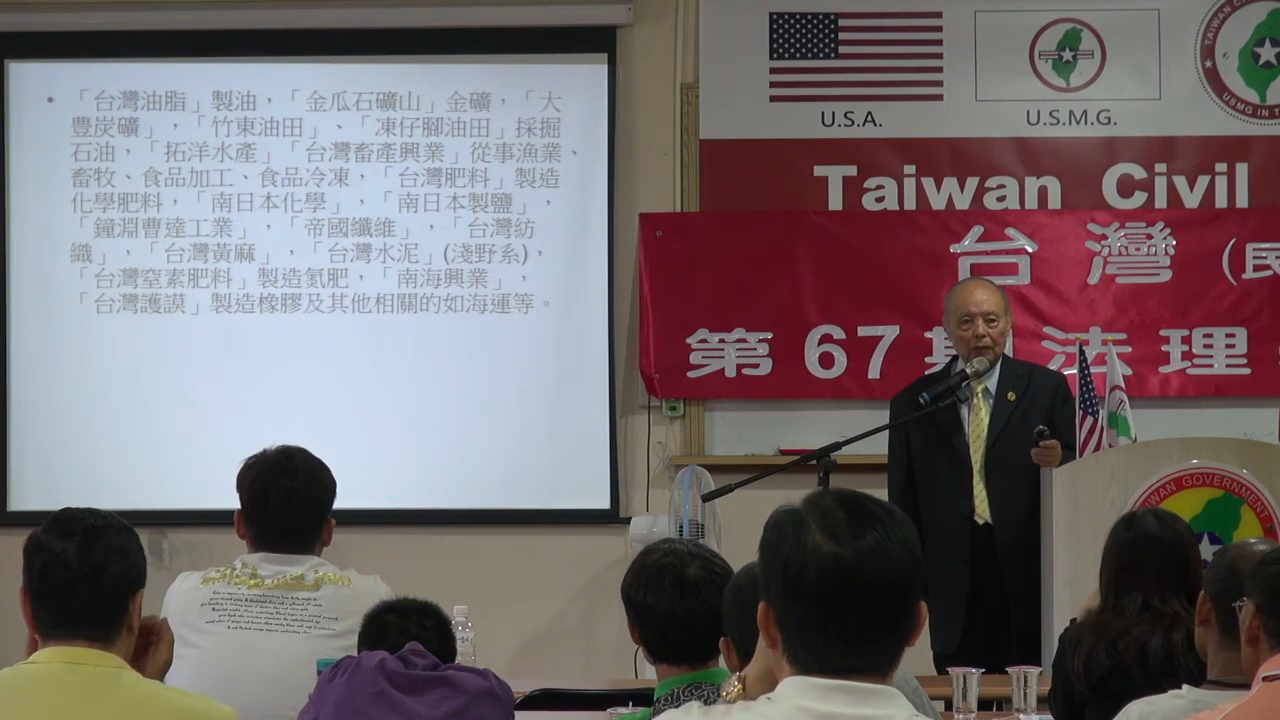 「台灣油脂」製油，「金瓜石礦山」金礦，「大
豐炭礦」，「竹東油田」、「凍仔腳油田」採掘
石油，「拓洋水產」「台灣畜產興業」從事漁業、
畜牧、食品加工、食品冷凍，「台灣肥料」製造
化學肥料，「南日本化學」，「南日本製鹽」，
「鐘淵曹達工業」，「帝國纖維」，「台灣紡
織」，「台灣黃麻」，「台灣水泥」(淺野系)，
「台灣窒素肥料」製造氮肥，「南海興業」，
「台灣護謨」製造橡膠及其他相關的如海運等。
U.S.A.
U.S.M.G.
Taiwan Civil
台灣（民
第67期法理
TAIWAN GOVERNMENT